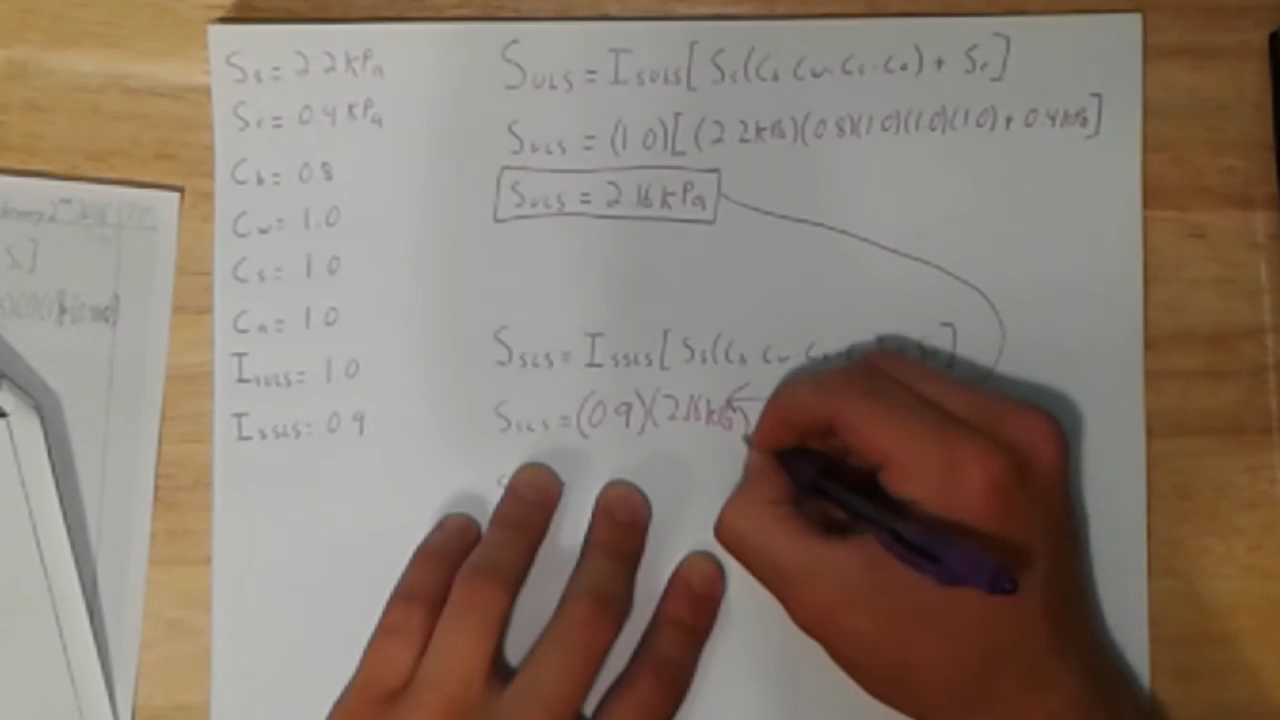 Ss = 2.2 kPa
Sr = 0.4 kPa
Cb = 0.8
Cw = 1.0
Cs = 1.0
Ca = 1.0
Isuls = 1.0
Issls = 0.9
Suls = Isuls[Ss(Cb·Cw·Cs·Ca) + Sr]
Suls = (1.0)[(2.2kPa)(0.8)(1.0)(1.0)(1.0) + 0.4kPa]
Suls = 2.16 kPa
Ssls = Issls[Ss(Cb·Cw
Ssls = (0.9)(2.16kPa)
S.]